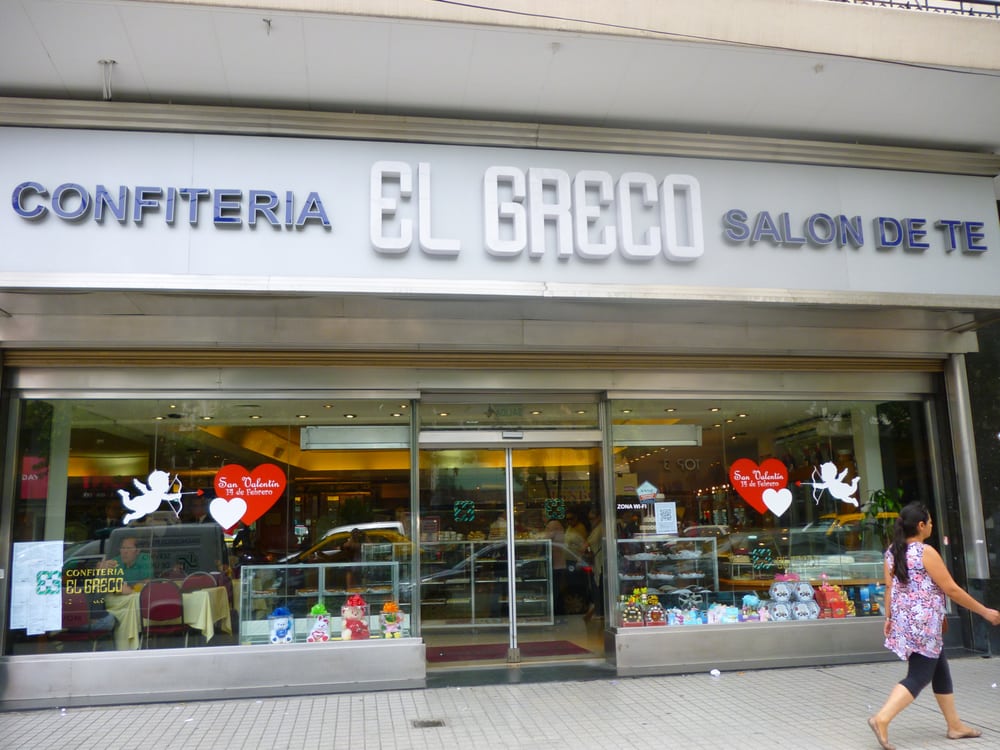 CONFITERIA
EL GRECO
SALON DE TE
San Valentín
14 de Febrero
San Valentín
14 de Febrero
ZONA WI-FI
CONFITERIA
EL GRECO